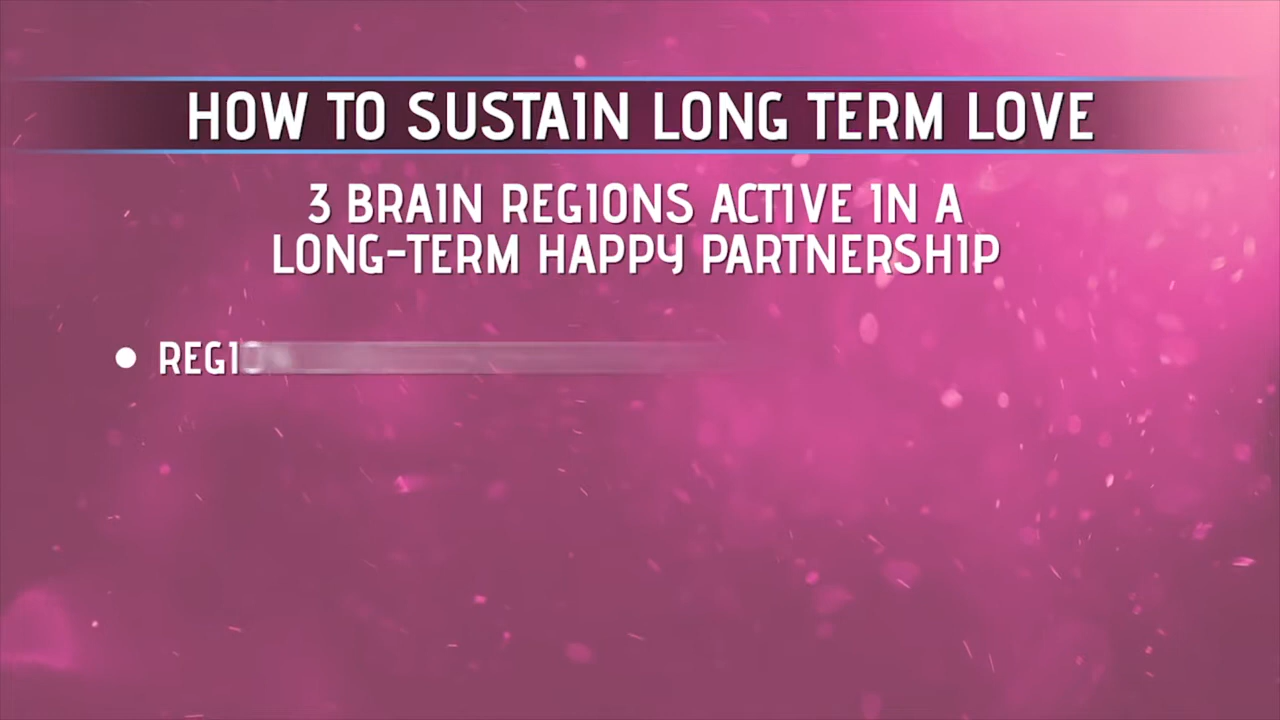 HOW TO SUSTAIN LONG TERM LOVE
3 BRAIN REGIONS ACTIVE IN A
LONG-TERM HAPPY PARTNERSHIP